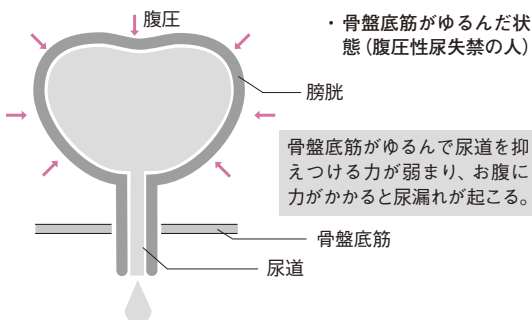 腹圧
・骨盤底筋がゆるんだ状
態（腹圧性尿失禁の人）
膀胱
骨盤底筋がゆるんで尿道を抑
えつける力が弱まり、お腹に
力がかかると尿漏れが起こる。
骨盤底筋
尿道